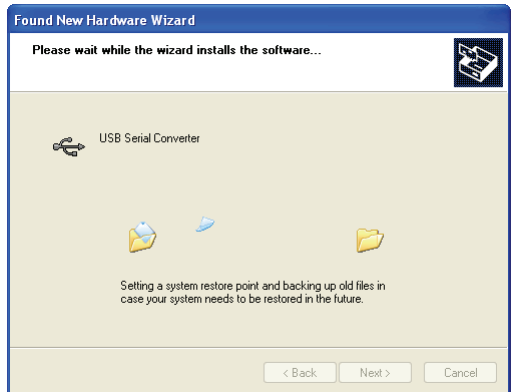 Found New Hardware Wizard
Please wait while the wizard installs the software...
USB Serial Converter
Setting a system restore point and backing up old files in
case your system needs to be restored in the future.
< Back Next > Cancel